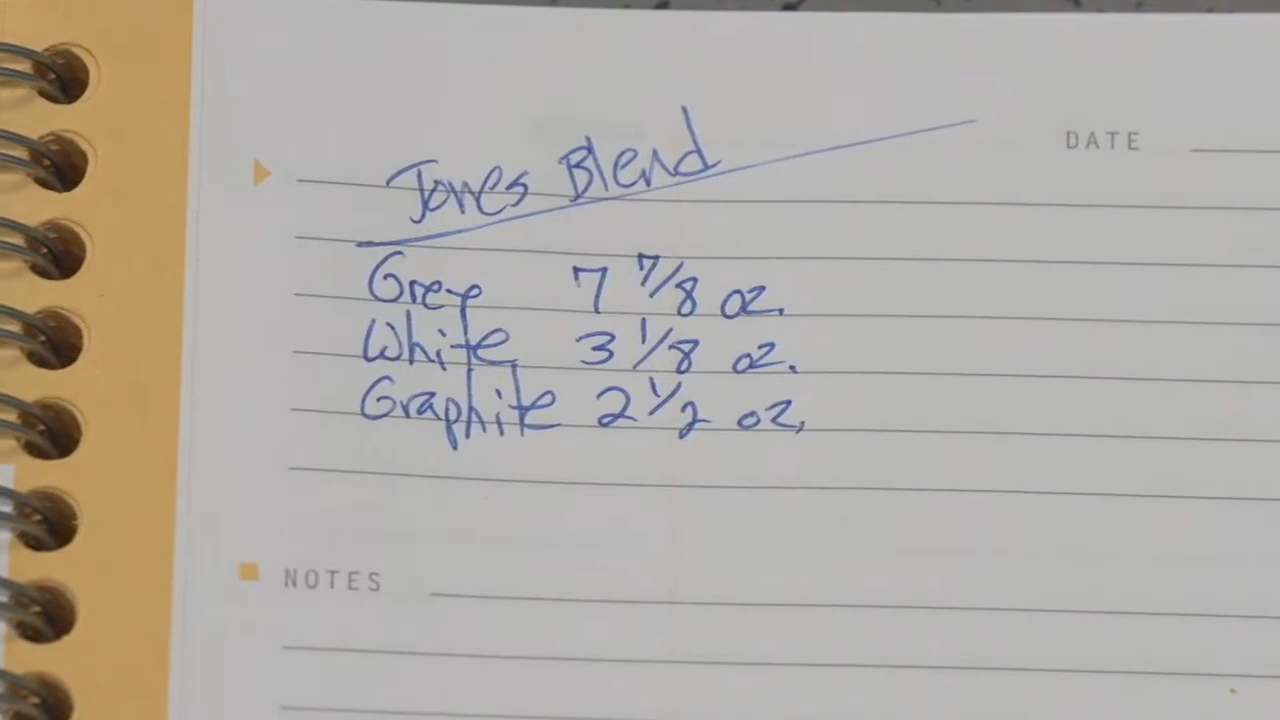 Jones Blend
DATE
Grey 7 7/8 oz.
White 3 1/8 oz.
Graphite 2 1/2 oz.
NOTES